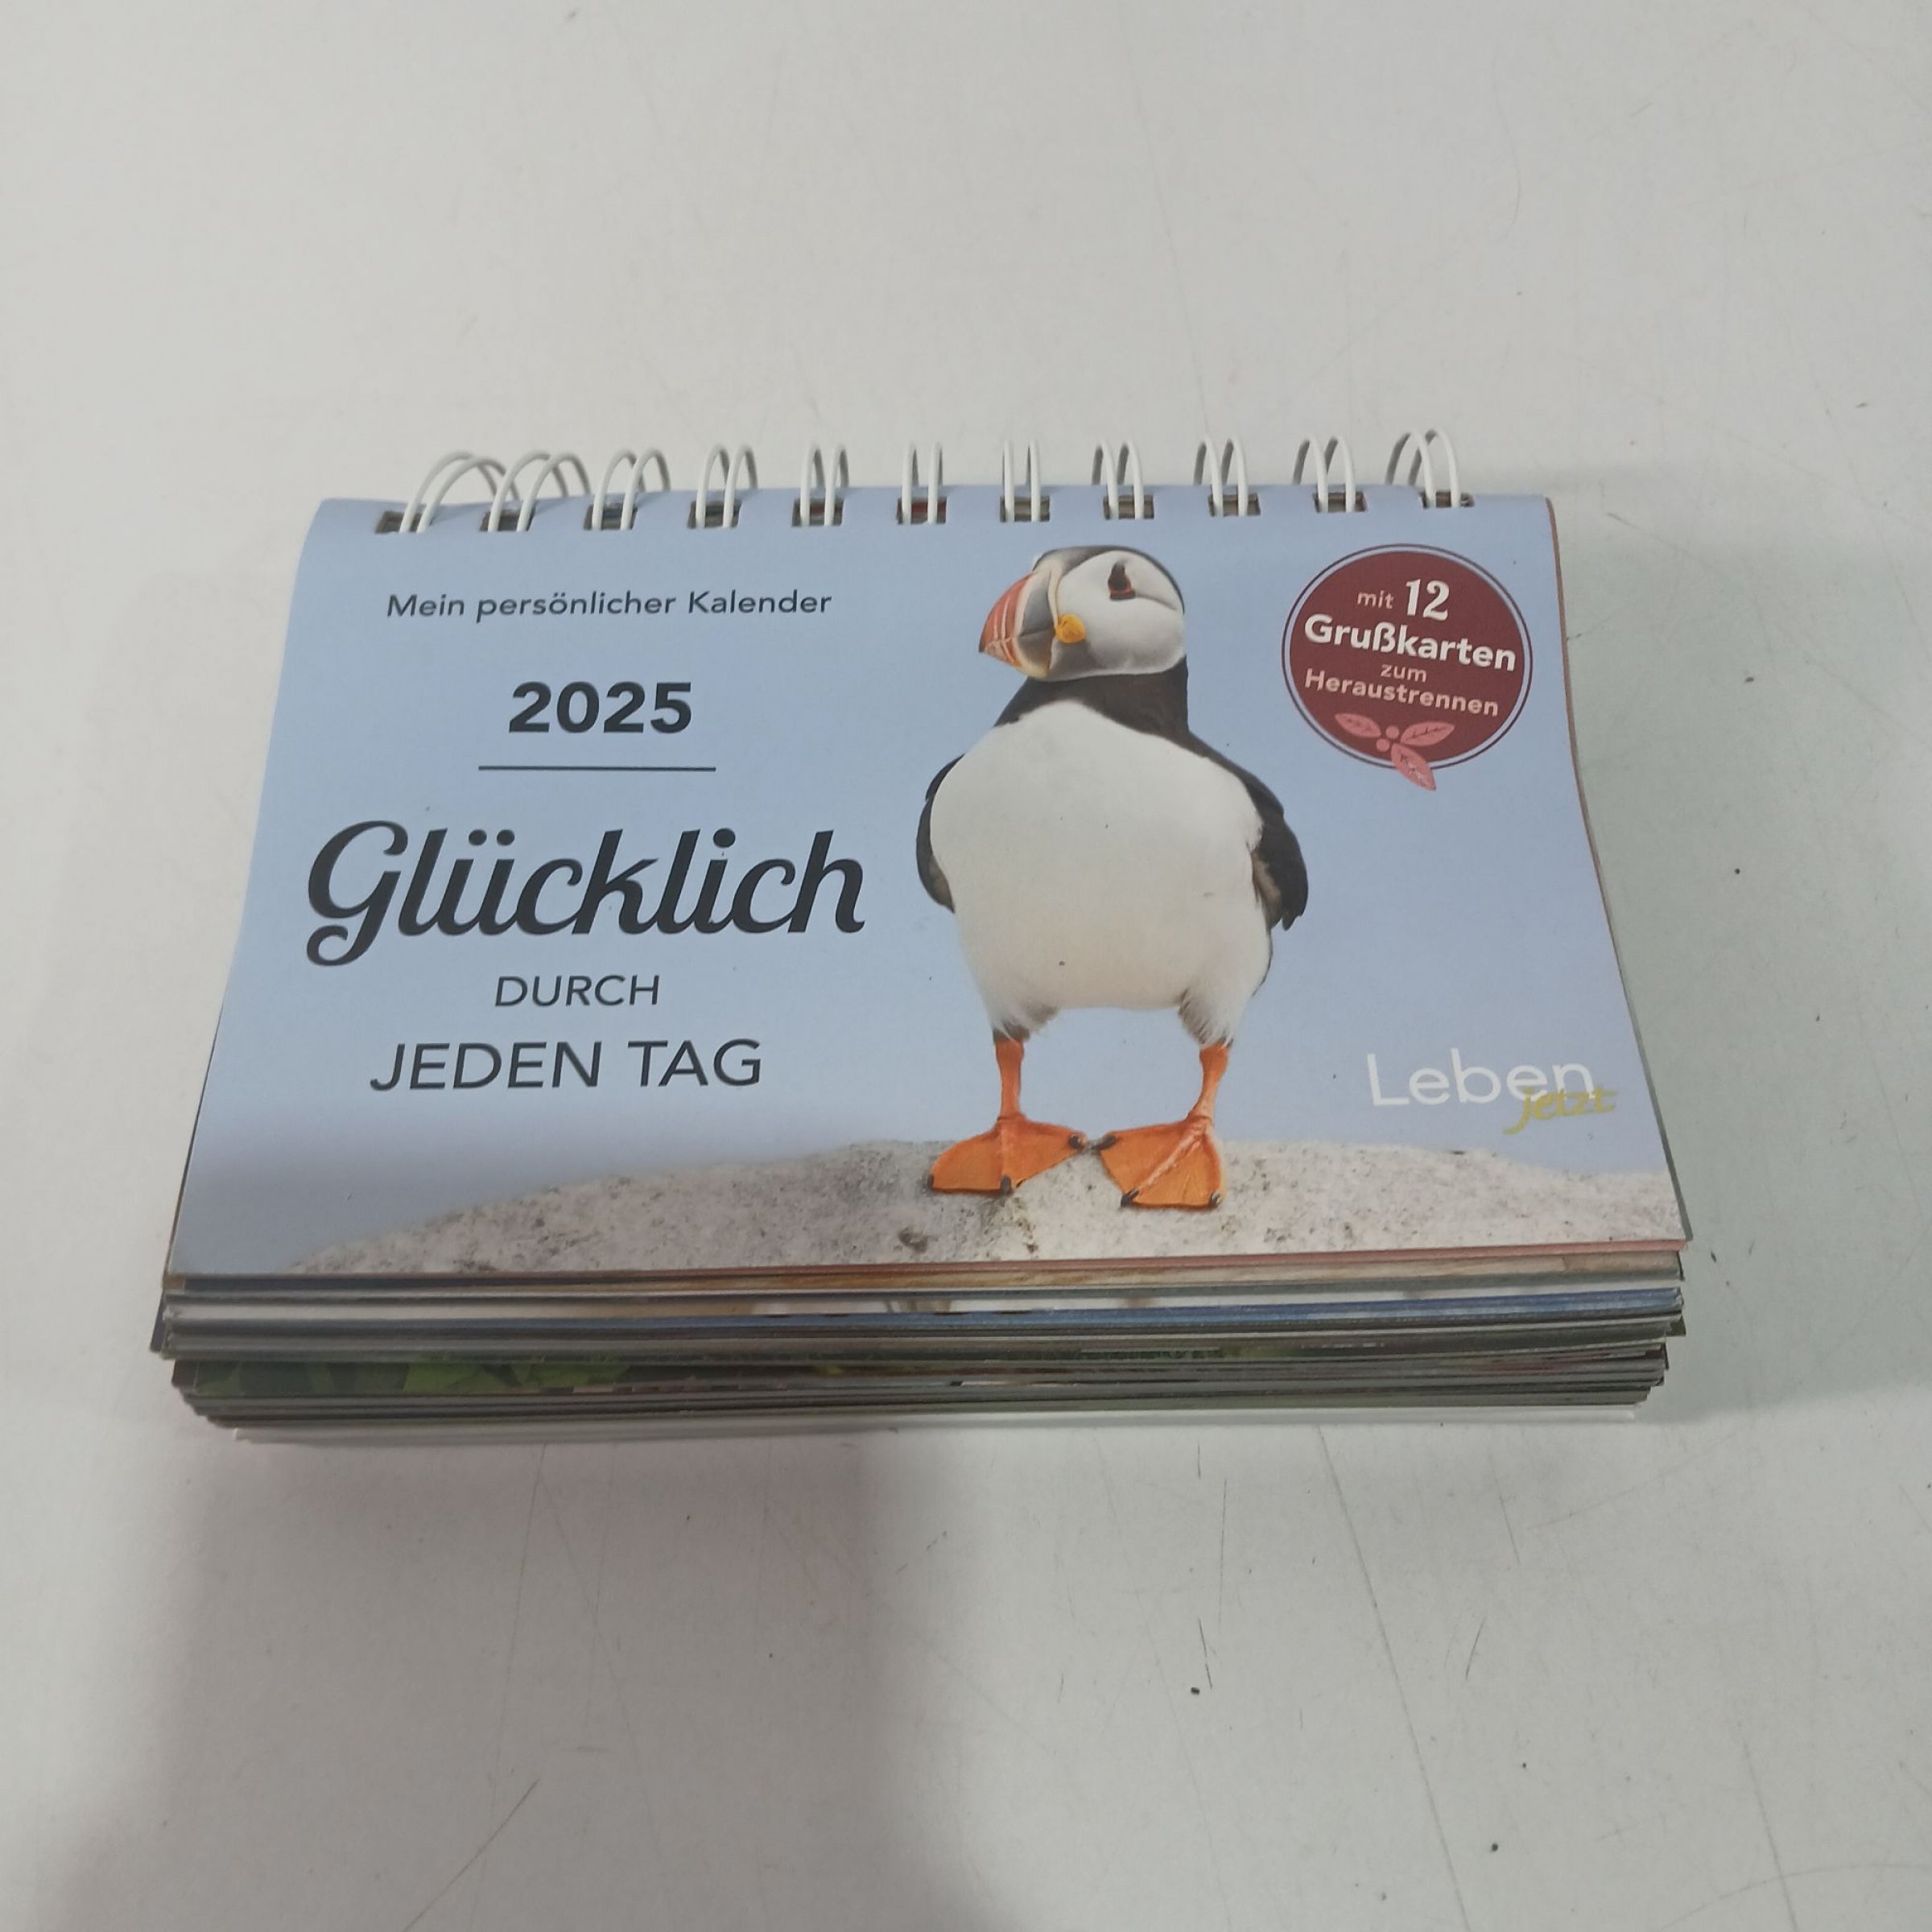 Mein persönlicher Kalender
2025
Glücklich
DURCH
JEDEN TAG
mit 12
Grußkarten
zum
Heraustrennen
Leben
jetzt